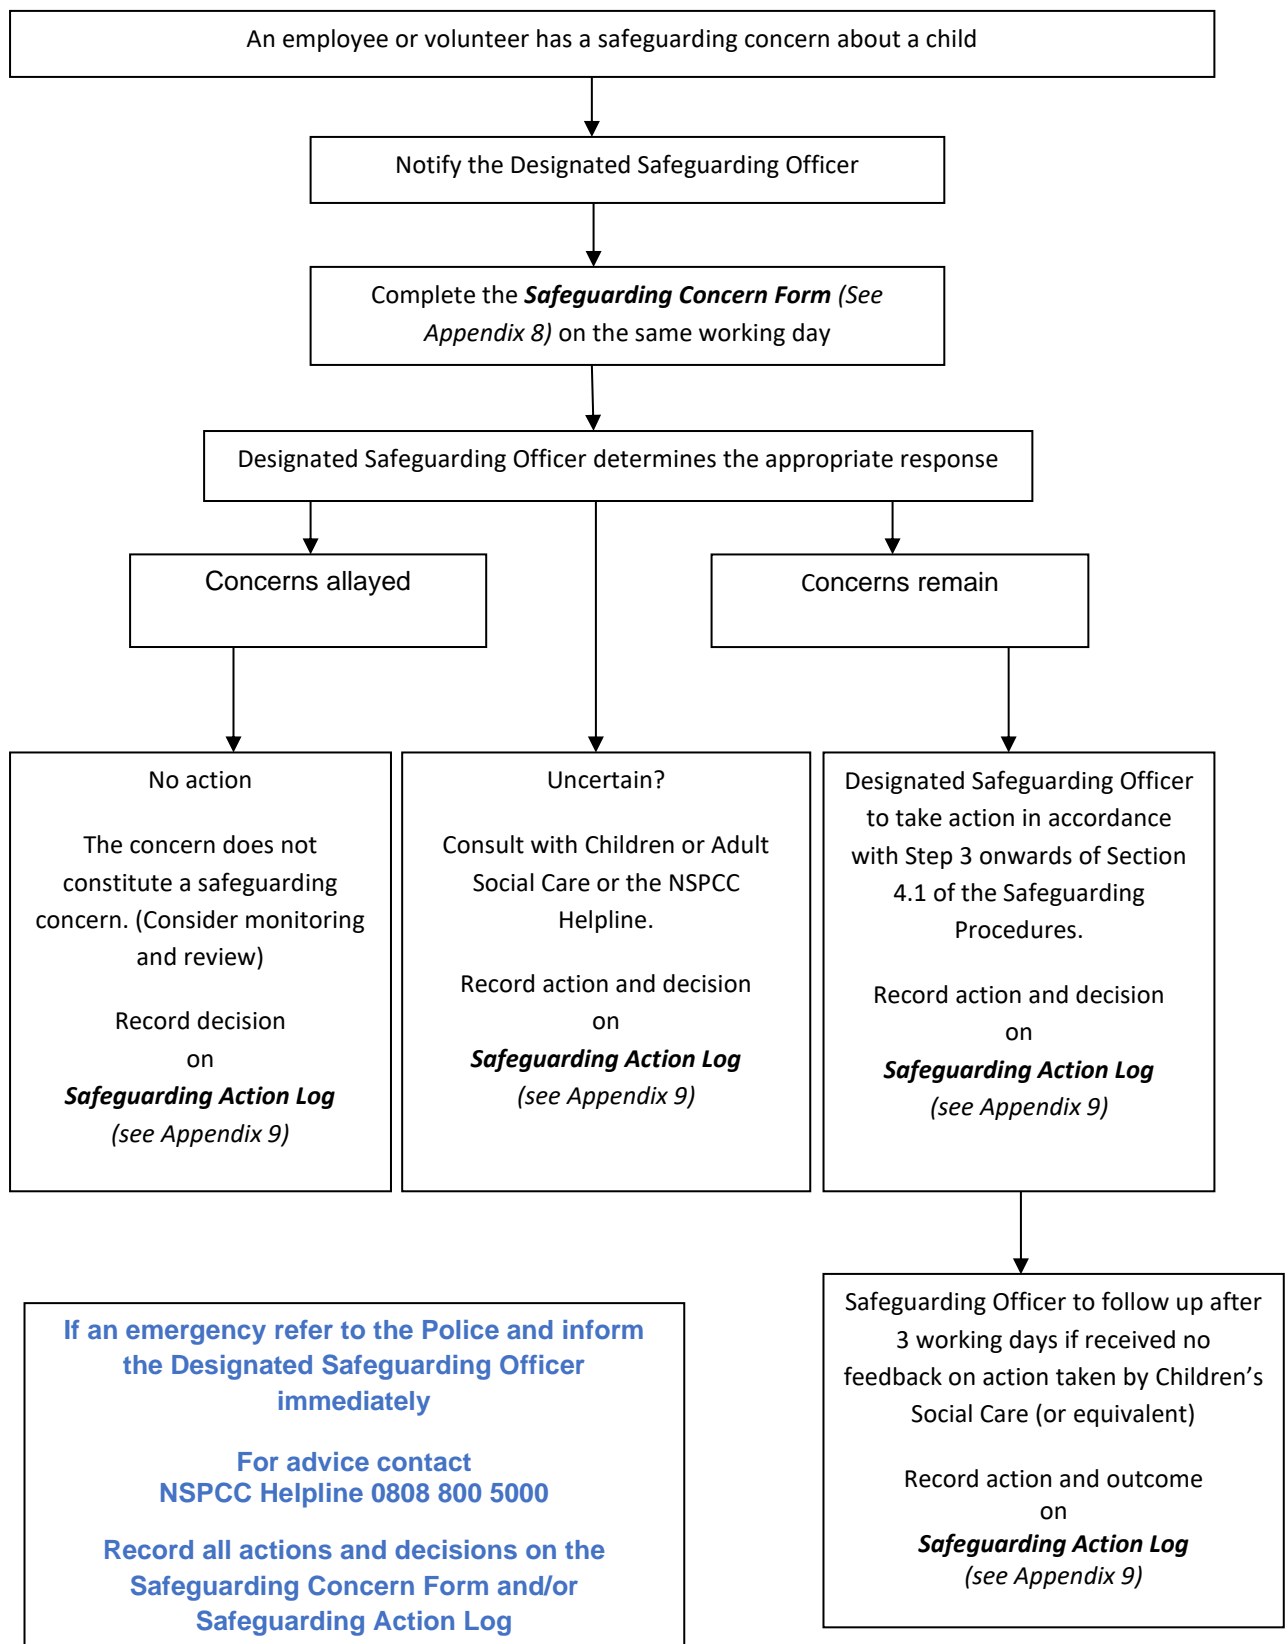 An employee or volunteer has a safeguarding concern about a child
Notify the Designated Safeguarding Officer
Complete the Safeguarding Concern Form (See
Appendix 8) on the same working day
Designated Safeguarding Officer determines the appropriate response
Concerns allayed
Concerns remain
No action
The concern does not
constitute a safeguarding
concern. (Consider monitoring
and review)
Record decision
on
Safeguarding Action Log
(see Appendix 9)
Uncertain?
Consult with Children or Adult
Social Care or the NSPCC
Helpline.
Record action and decision
on
Safeguarding Action Log
(see Appendix 9)
Designated Safeguarding Officer
to take action in accordance
with Step 3 onwards of Section
4.1 of the Safeguarding
Procedures.
Record action and decision
on
Safeguarding Action Log
(see Appendix 9)
Safeguarding Officer to follow up after
3 working days if received no
feedback on action taken by Children’s
Social Care (or equivalent)
Record action and outcome
on
Safeguarding Action Log
(see Appendix 9)
If an emergency refer to the Police and inform
the Designated Safeguarding Officer
immediately
For advice contact
NSPCC Helpline 0808 800 5000
Record all actions and decisions on the
Safeguarding Concern Form and/or
Safeguarding Action Log